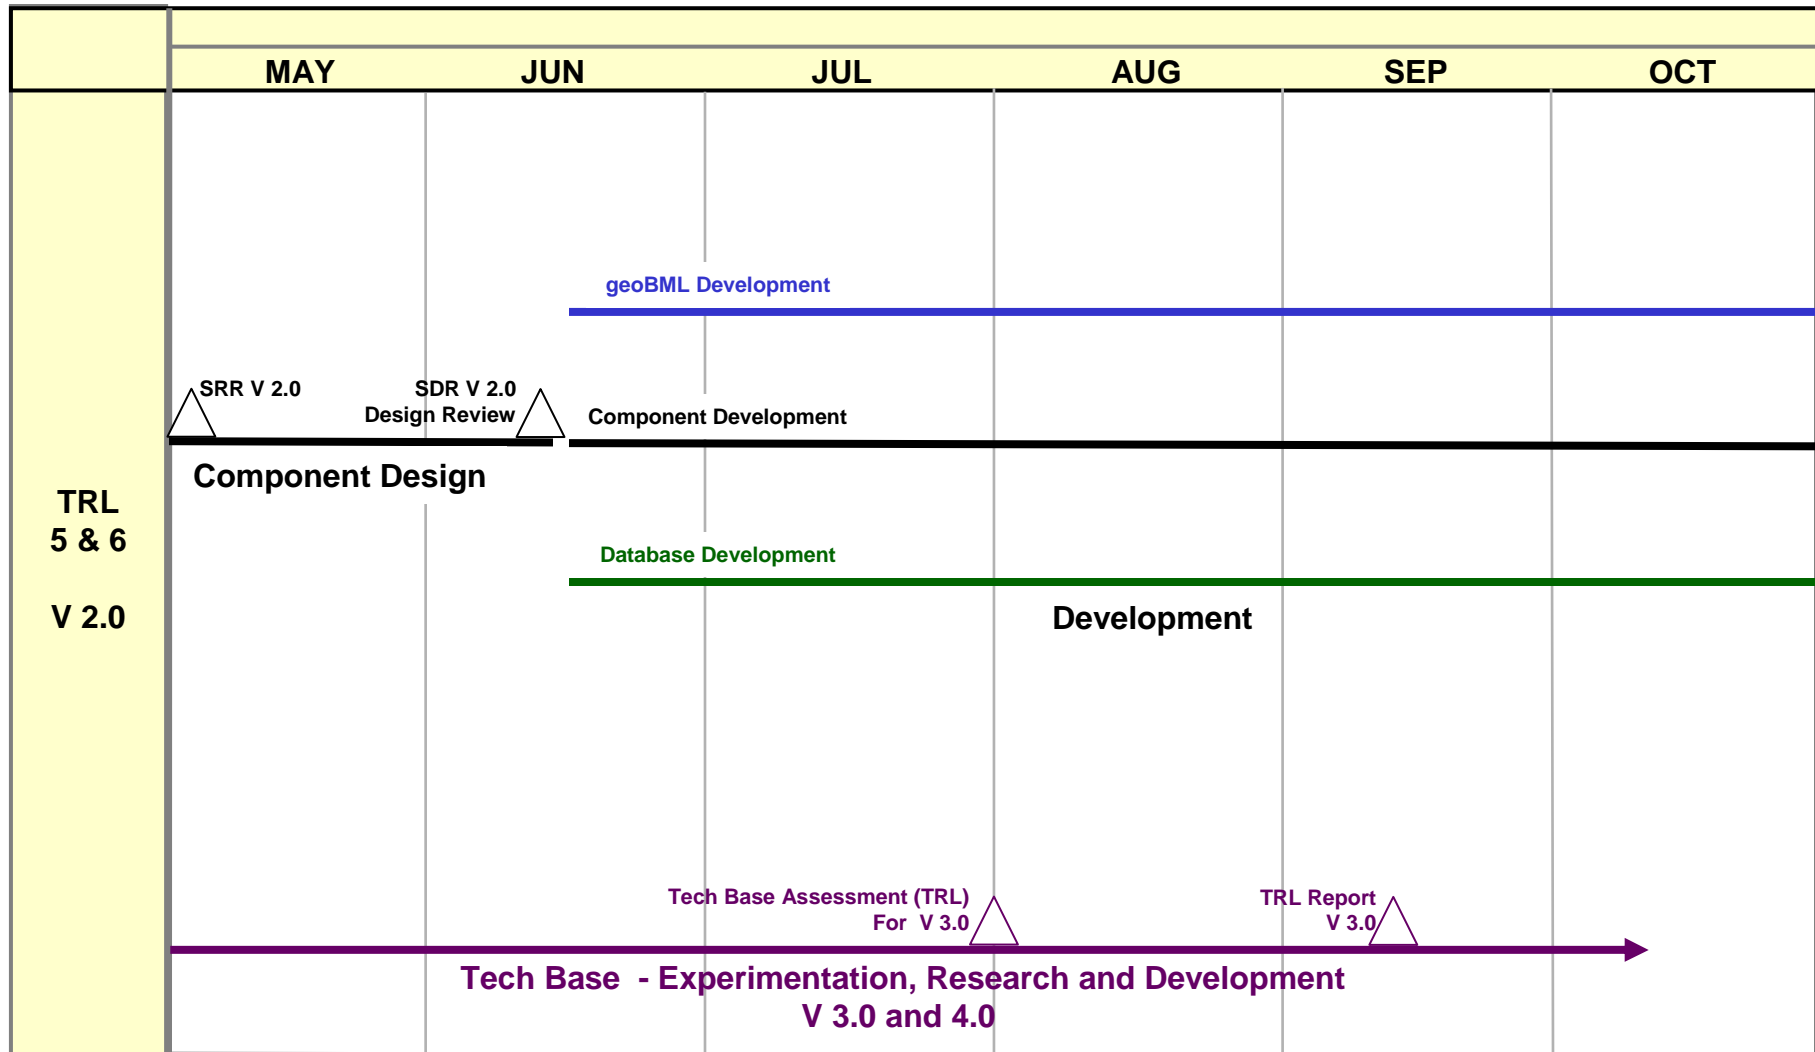 MAY JUN JUL AUG SEP OCT
geoBML Development
SRR V 2.0
SDR V 2.0
Design Review
Component Development
Component Design
TRL
5 & 6
V 2.0
Database Development
Development
Tech Base Assessment (TRL)
For V 3.0
TRL Report
V 3.0
Tech Base - Experimentation, Research and Development
V 3.0 and 4.0